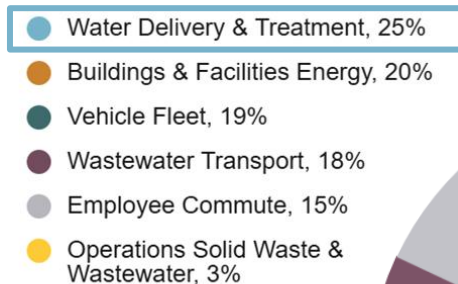 Water Delivery & Treatment, 25%
Buildings & Facilities Energy, 20%
Vehicle Fleet, 19%
Wastewater Transport, 18%
Employee Commute, 15%
Operations Solid Waste &
Wastewater, 3%